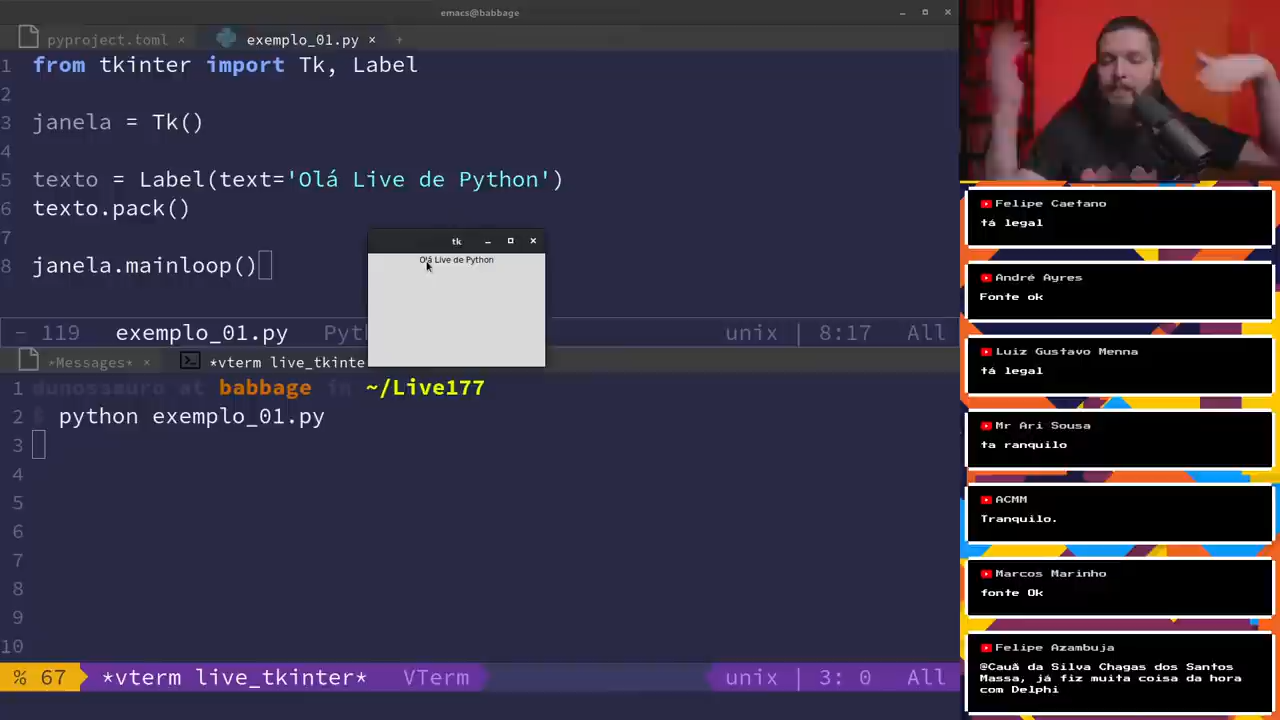 emacs@babbage
pyproject.toml × exemplo_01.py × +
1 from tkinter import Tk, Label
2
3 janela = Tk()
4
5 texto = Label(text='Olá Live de Python')
6 texto.pack()
7
8 janela.mainloop()
tk
Olá Live de Python
- 119 exemplo_01.py Pyt unix | 8:17 All
*Messages* × *vterm live_tkinte
1 dunossauro at babbage in ~/Live177
2 $ python exemplo_01.py
3
4
5
6
7
8
9
10
% 67 *vterm live_tkinter* VTerm unix | 3: 0 All
Felipe Caetano
tá legal
André Ayres
Fonte ok
Luiz Gustavo Menna
tá legal
Mr Ari Sousa
ta ranquilo
ACMM
Tranquilo.
Marcos Marinho
fonte Ok
Felipe Azambuja
@Cauã da Silva Chagas dos Santos
Massa, já fiz muita coisa da hora
com Delphi